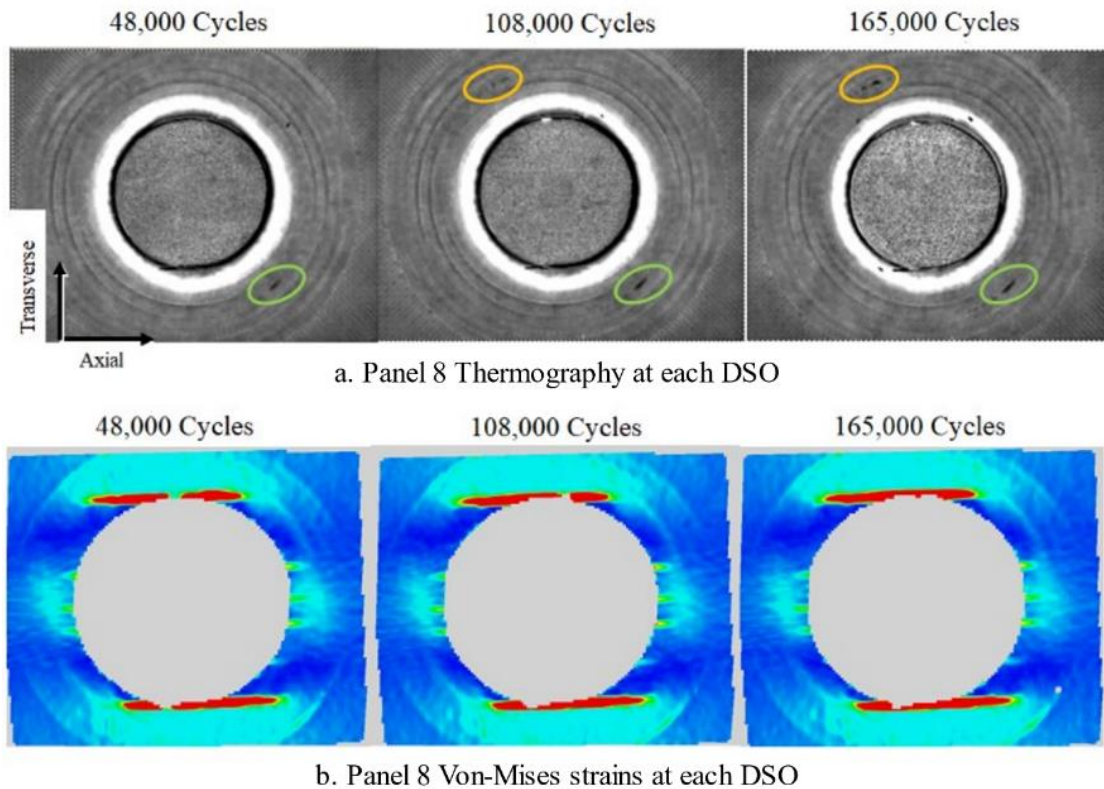 48,000 Cycles
108,000 Cycles
165,000 Cycles
Transverse
Axial
a. Panel 8 Thermography at each DSO
48,000 Cycles
108,000 Cycles
165,000 Cycles
b. Panel 8 Von-Mises strains at each DSO